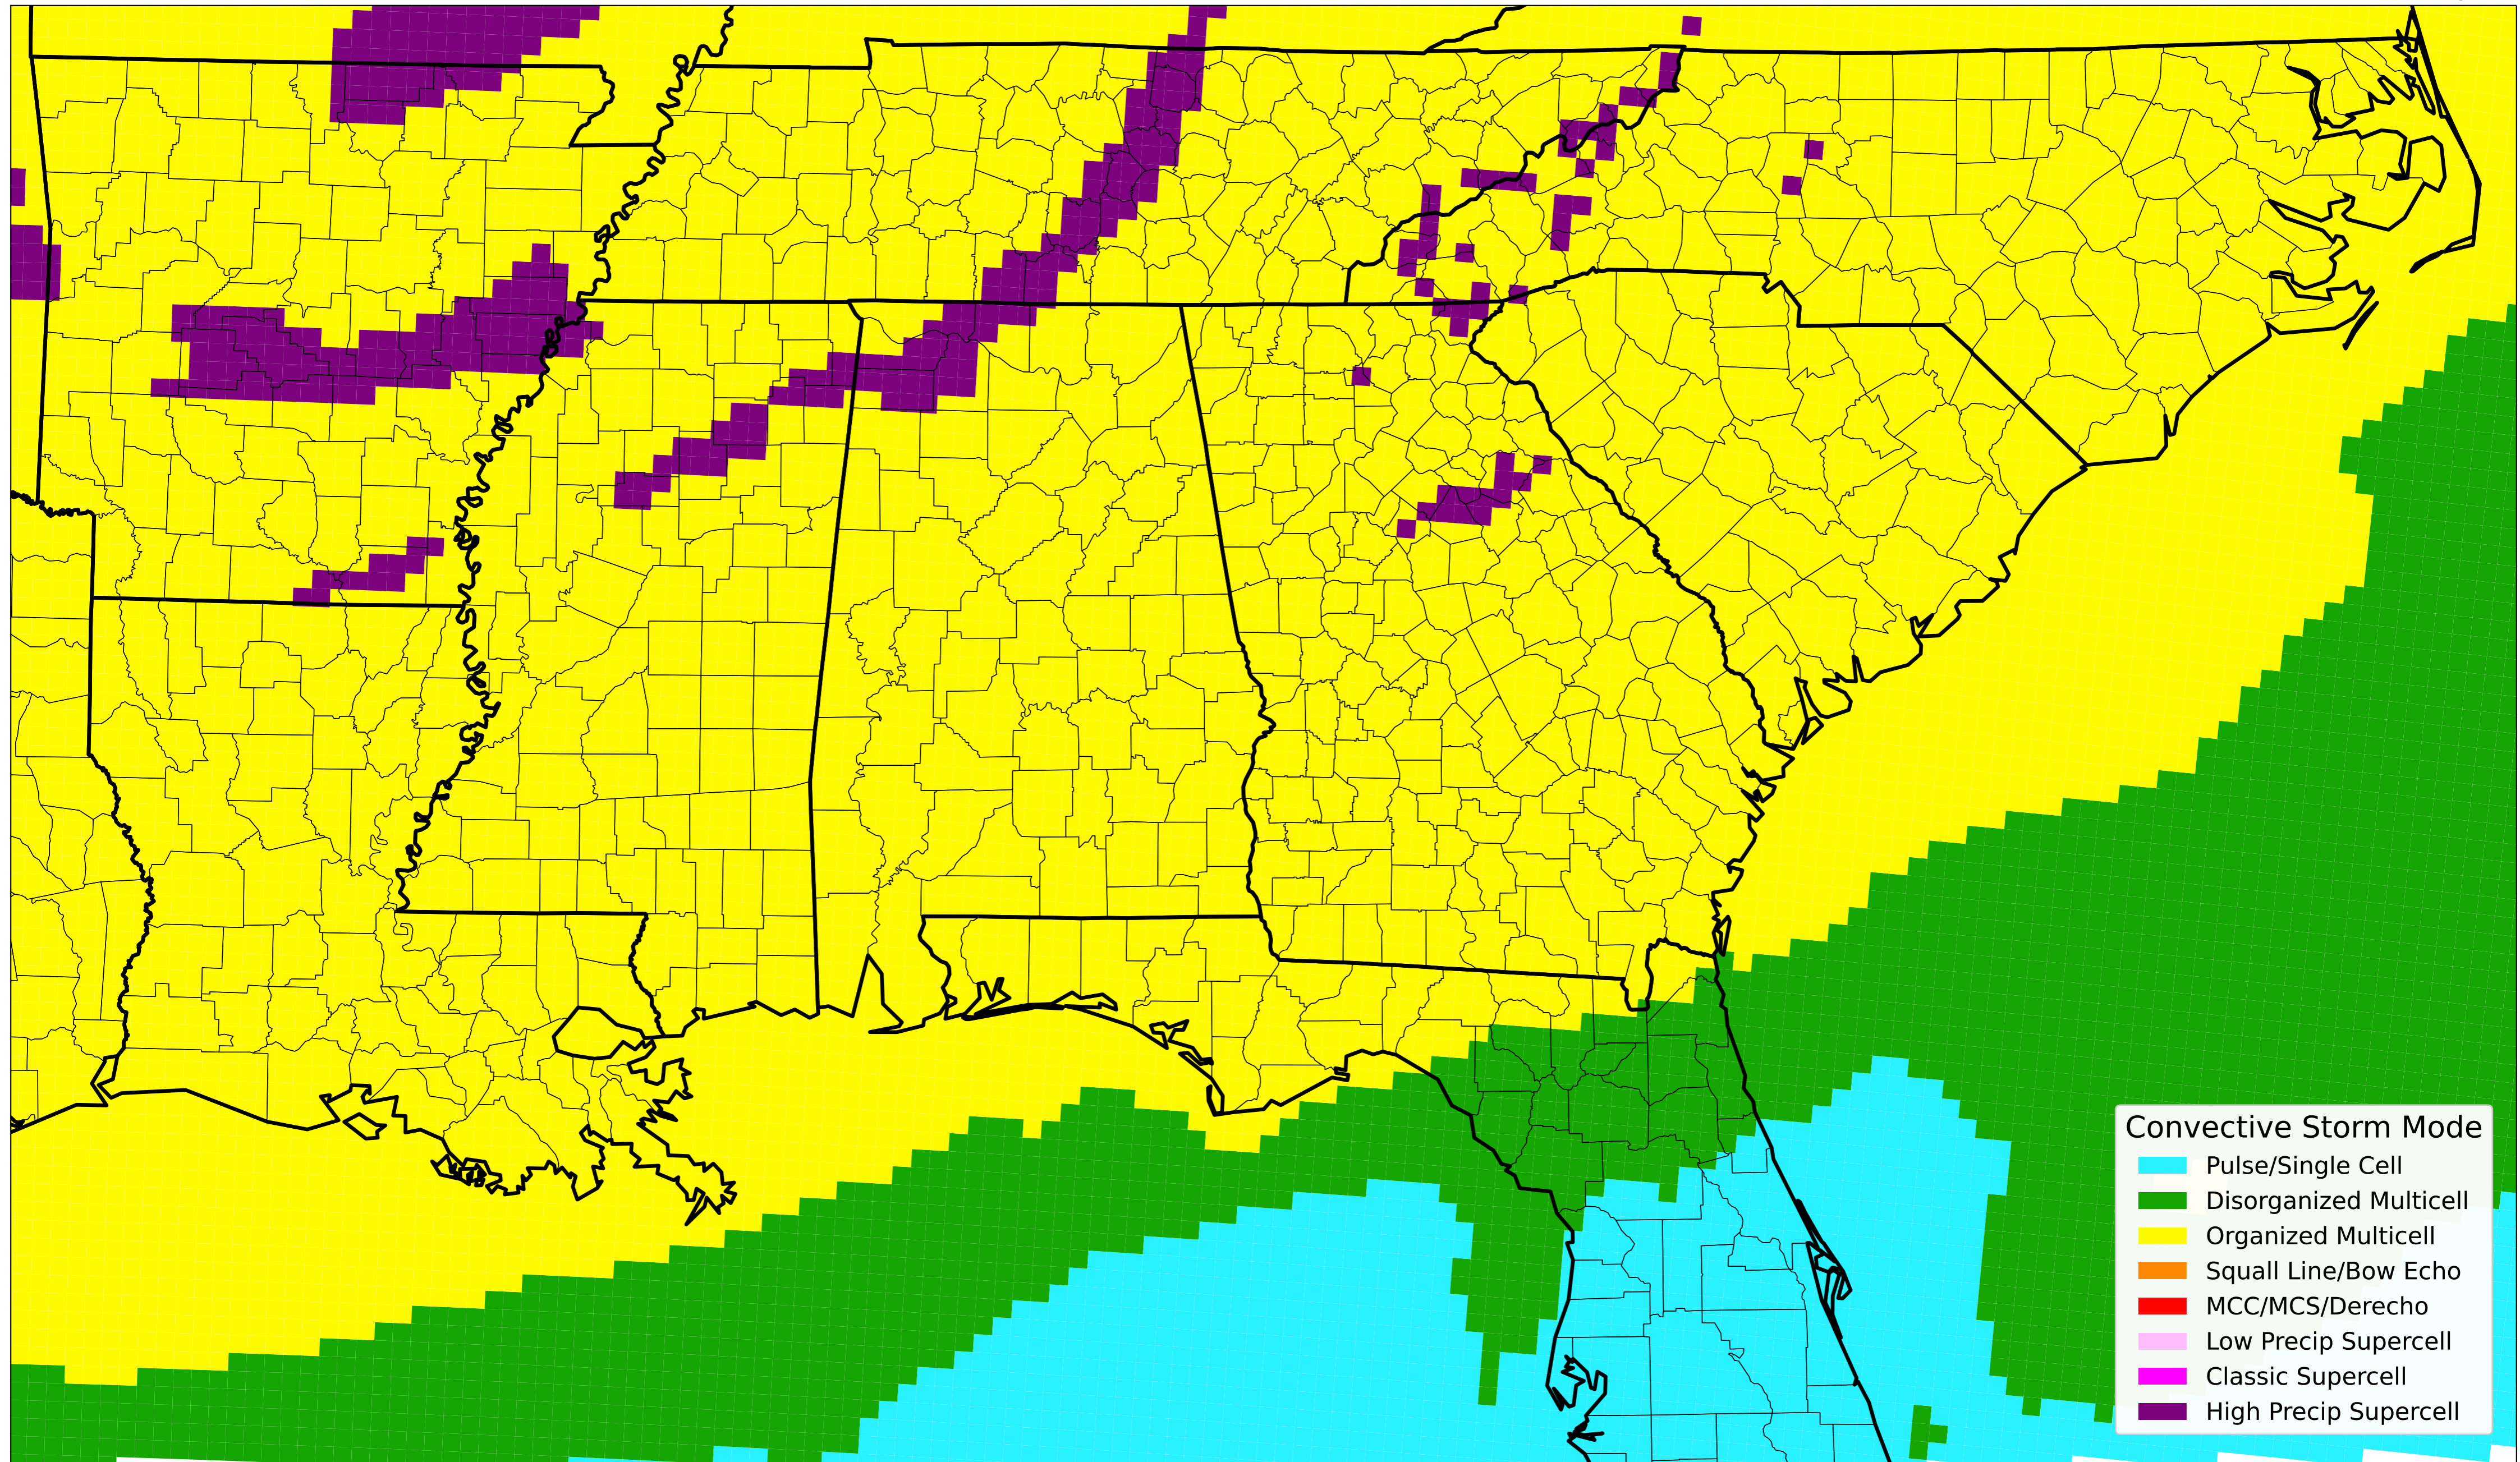 Convective Storm Mode
Pulse/Single Cell
Disorganized Multicell
Organized Multicell
Squall Line/Bow Echo
MCC/MCS/Derecho
Low Precip Supercell
Classic Supercell
High Precip Supercell